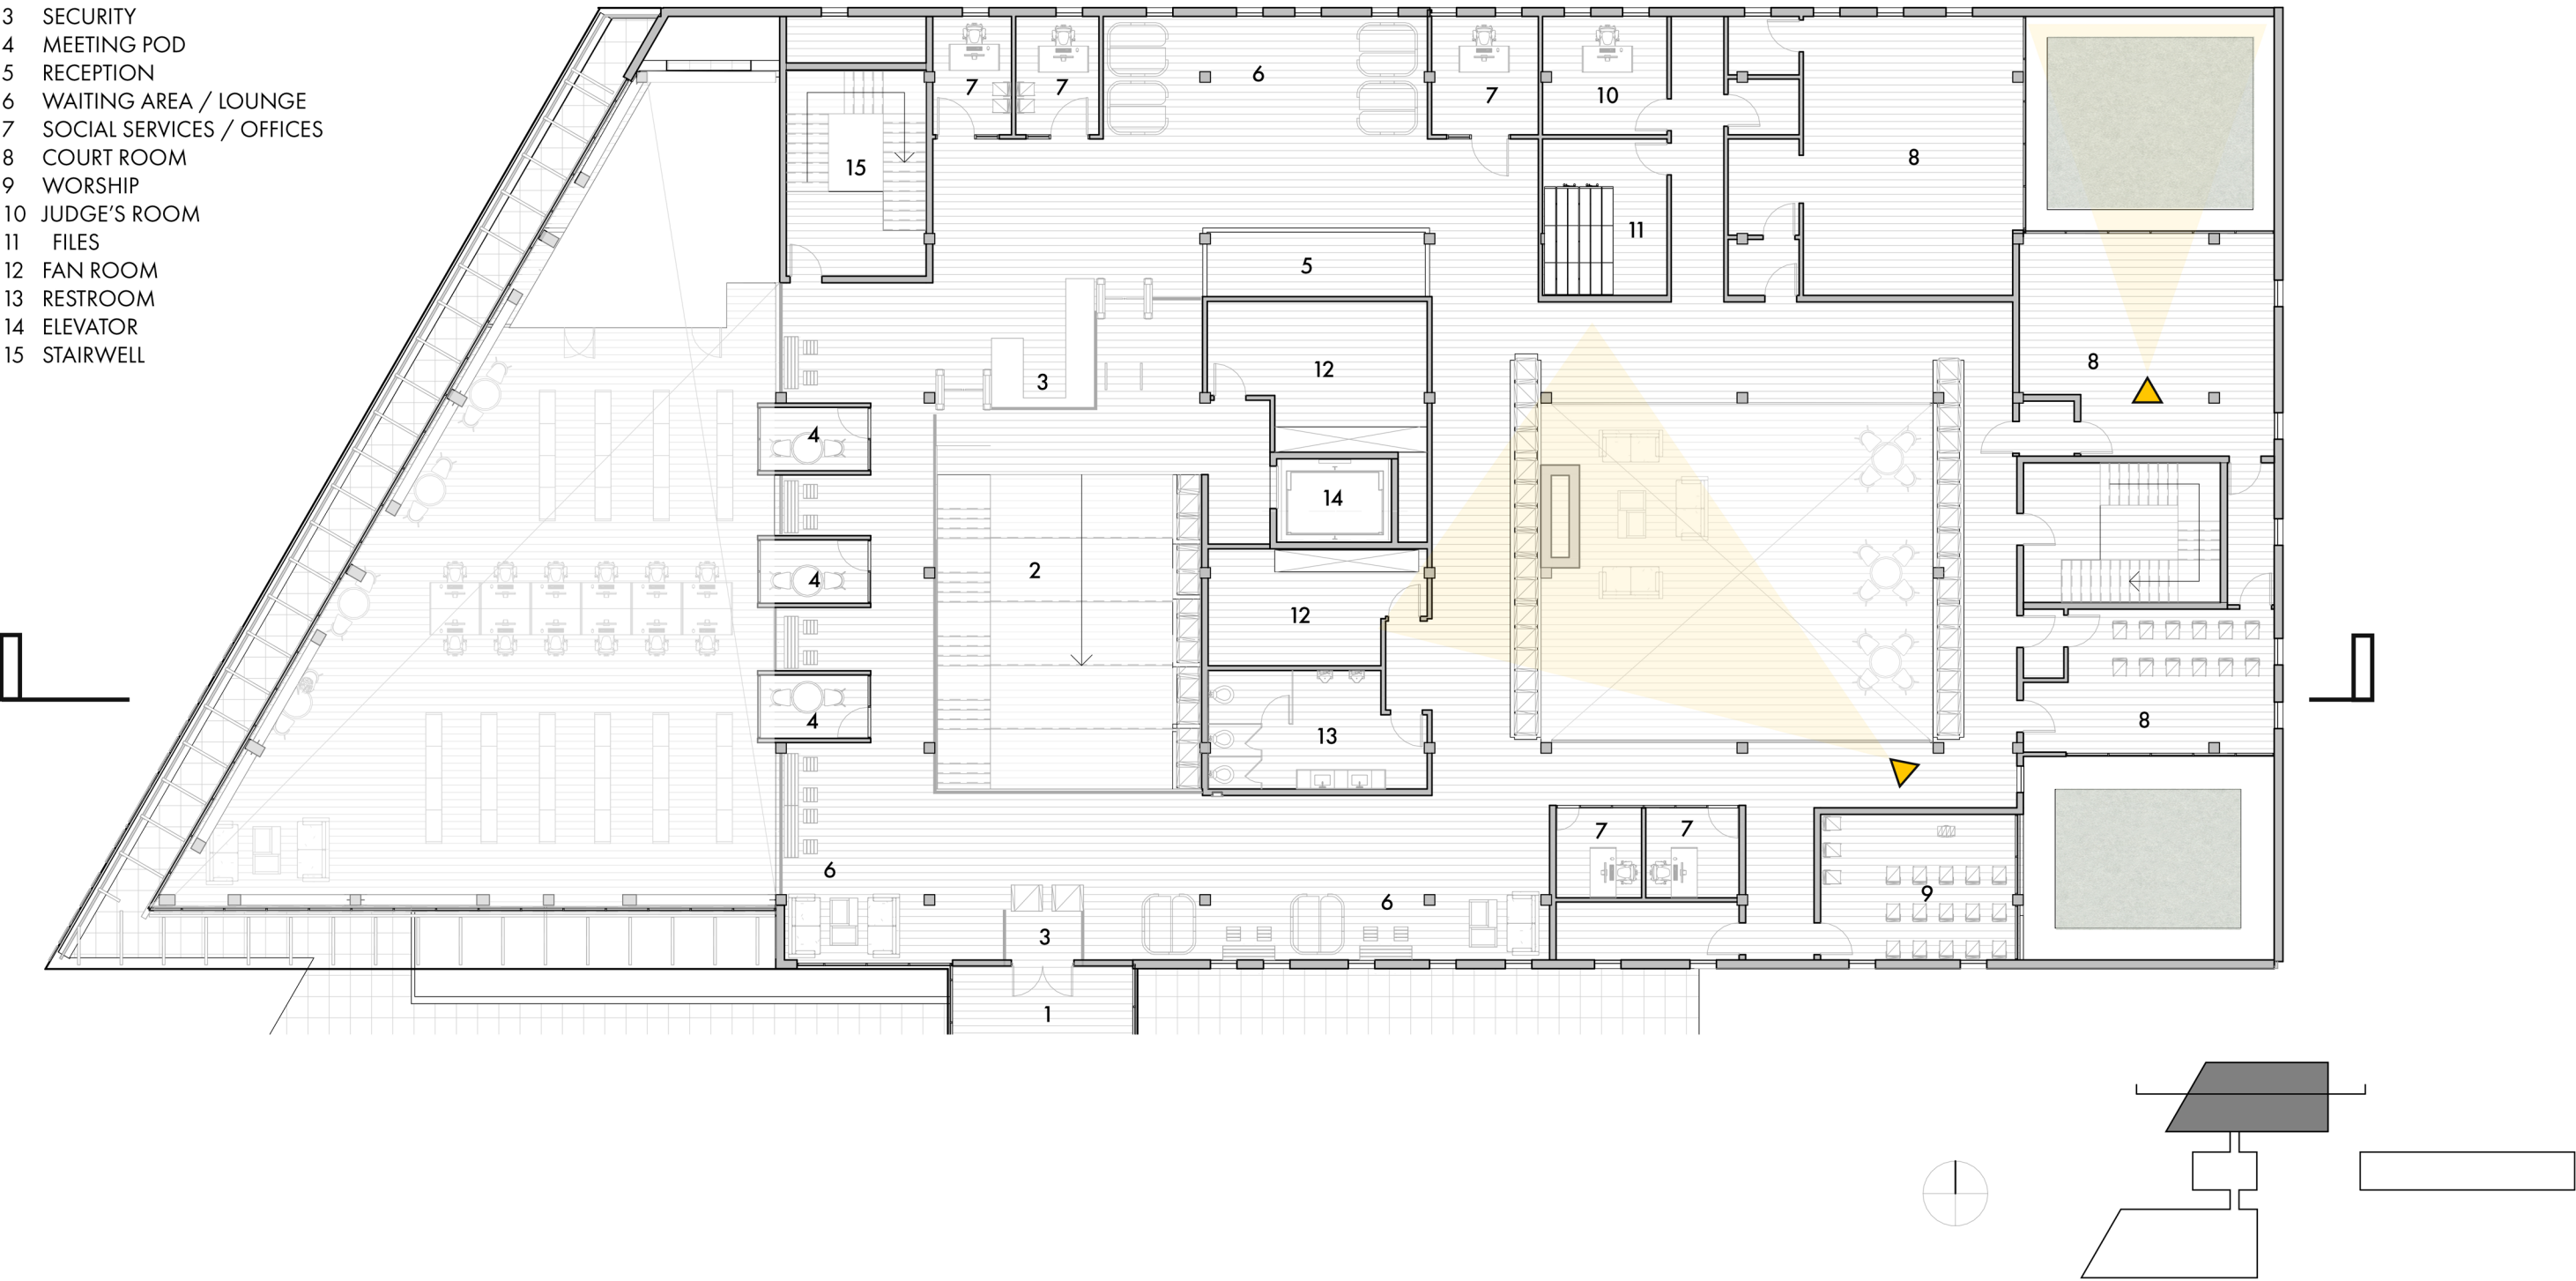 3 SECURITY
4 MEETING POD
5 RECEPTION
6 WAITING AREA / LOUNGE
7 SOCIAL SERVICES / OFFICES
8 COURT ROOM
9 WORSHIP
10 JUDGE'S ROOM
11 FILES
12 FAN ROOM
13 RESTROOM
14 ELEVATOR
15 STAIRWELL
6
7
7
7
10
8
15
11
5
12
8
3
4
14
2
4
12
4
13
8
7
7
6
9
6
3
1